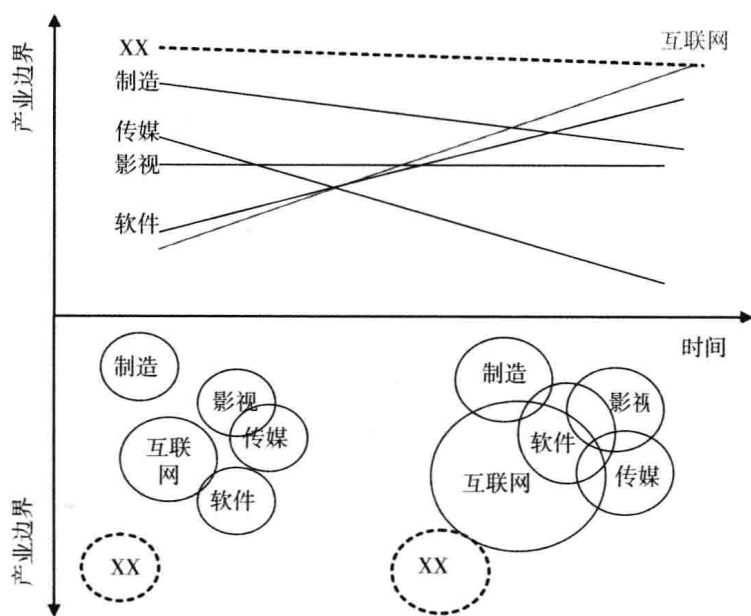 产业边界
XX
互联网
制造
传媒
影视
软件
时间
产业边界
制造
影视
传媒
互联
网
软件
XX
制造
影视
软件
互联网
传媒
XX